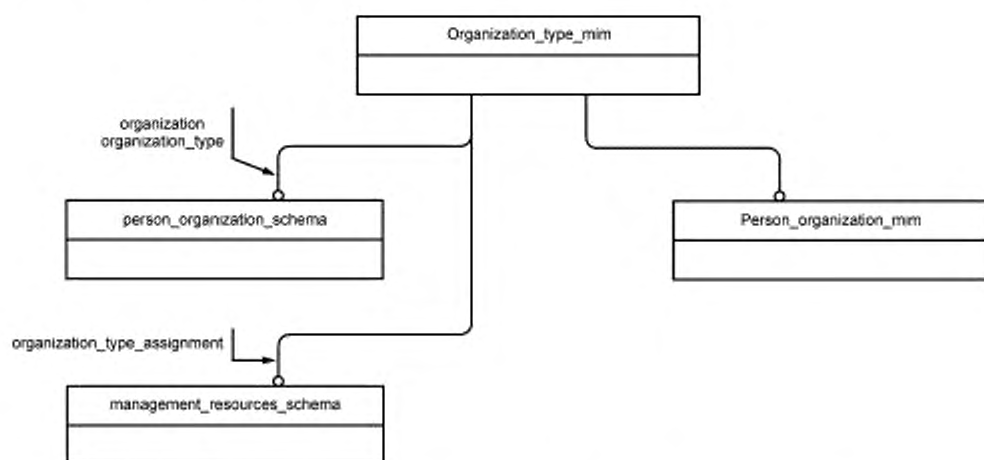 Organization_type_mim
organization
organization_type
person_organization_schema
Person_organization_mim
organization_type_assignment
management_resources_schema